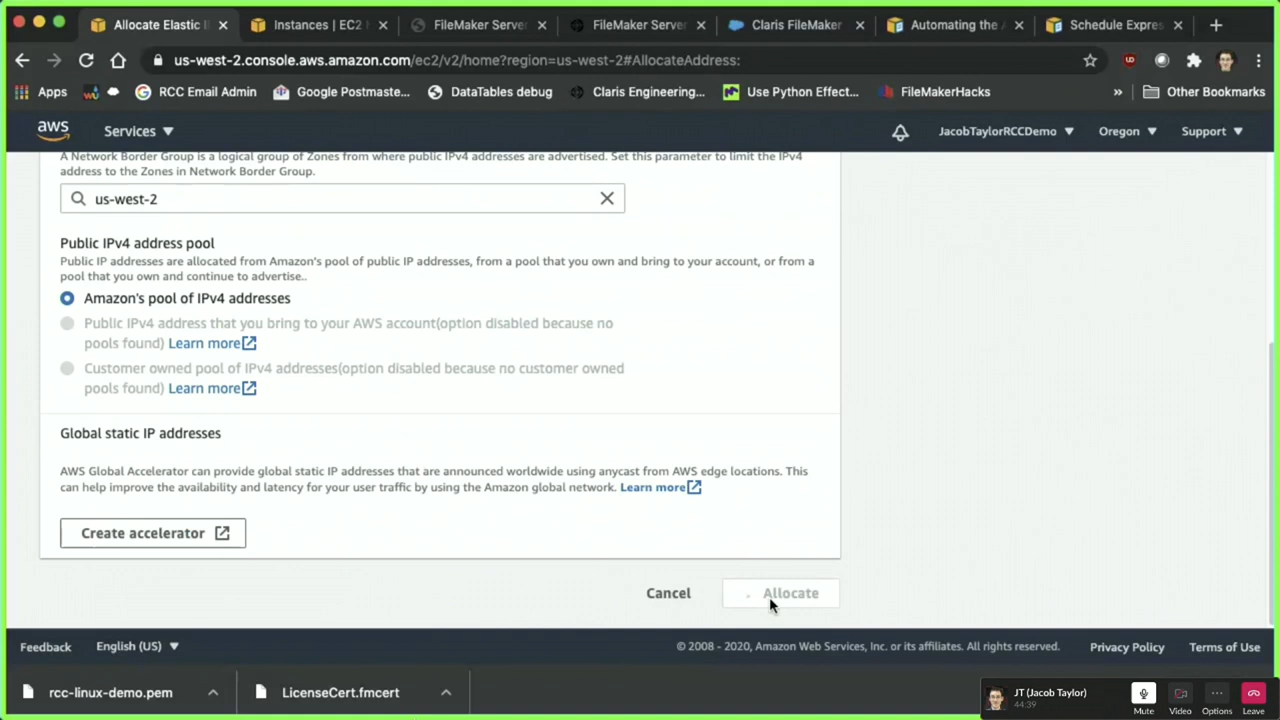 Allocate Elastic I
Instances | EC2
FileMaker Server
FileMaker Server
Claris FileMaker
Automating the
Schedule Expres
us-west-2.console.aws.amazon.com/ec2/v2/home?region=us-west-2#AllocateAddress:
Apps
RCC Email Admin
Google Postmaste...
DataTables debug
Claris Engineering...
Use Python Effect...
FileMakerHacks
»
Other Bookmarks
aws
Services
JacobTaylorRCCDemo
Oregon
Support
A Network Border Group is a logical group of Zones from where public IPv4 addresses are advertised. Set this parameter to limit the IPv4
address to the Zones in Network Border Group.
us-west-2
Public IPv4 address pool
Public IP addresses are allocated from Amazon's pool of public IP addresses, from a pool that you own and bring to your account, or from a
pool that you own and continue to advertise..
Amazon's pool of IPv4 addresses
Public IPv4 address that you bring to your AWS account(option disabled because no
pools found) Learn more
Customer owned pool of IPv4 addresses(option disabled because no customer owned
pools found) Learn more
Global static IP addresses
AWS Global Accelerator can provide global static IP addresses that are announced worldwide using anycast from AWS edge locations. This
can help improve the availability and latency for your user traffic by using the Amazon global network. Learn more
Create accelerator
Cancel
Allocate
Feedback
English (US)
© 2008 - 2020, Amazon Web Services, Inc. or its affiliates. All rights reserved.
Privacy Policy
Terms of Use
rcc-linux-demo.pem
LicenseCert.fmcert
JT (Jacob Taylor)
44:39
Mute
Video
Options
Leave